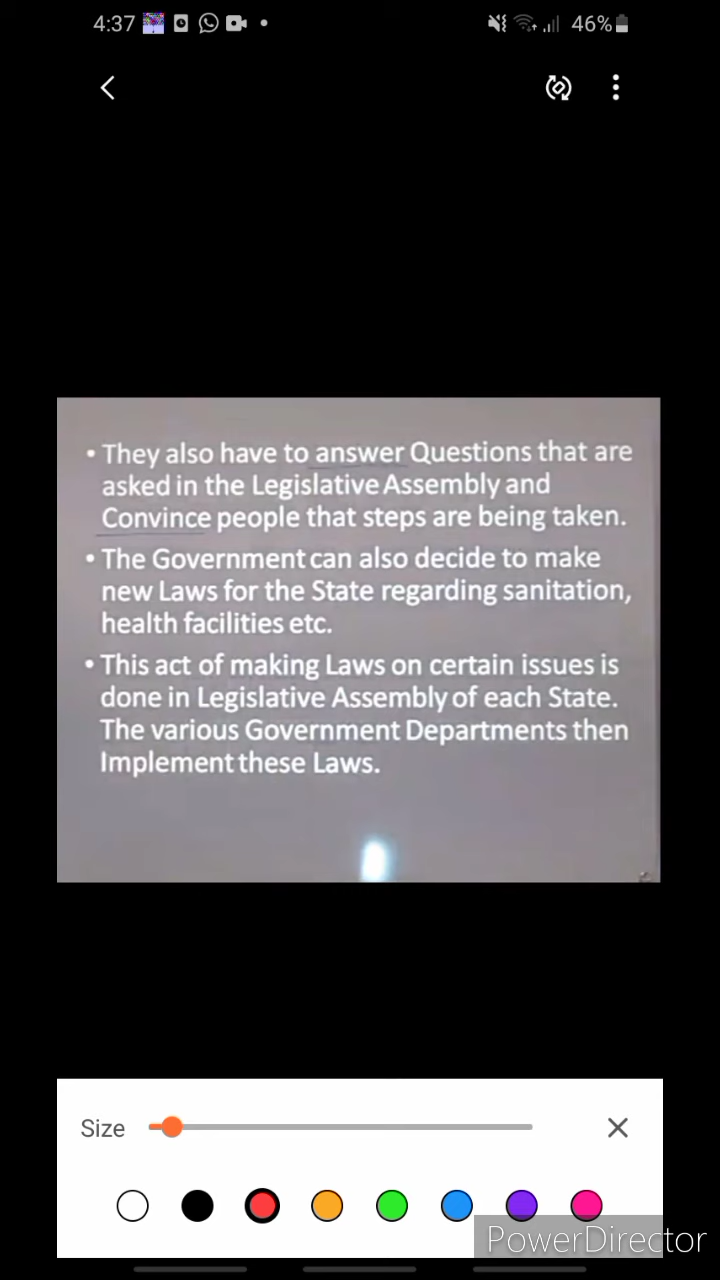 4:37
46%
• They also have to answer Questions that are
asked in the Legislative Assembly and
Convince people that steps are being taken.
• The Government can also decide to make
new Laws for the State regarding sanitation,
health facilities etc.
• This act of making Laws on certain issues is
done in Legislative Assembly of each State.
The various Government Departments then
Implement these Laws.
Size
PowerDirector